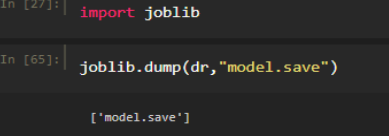 In [27]: import joblib
In [65]: joblib.dump(dr,"model.save")
['model.save']